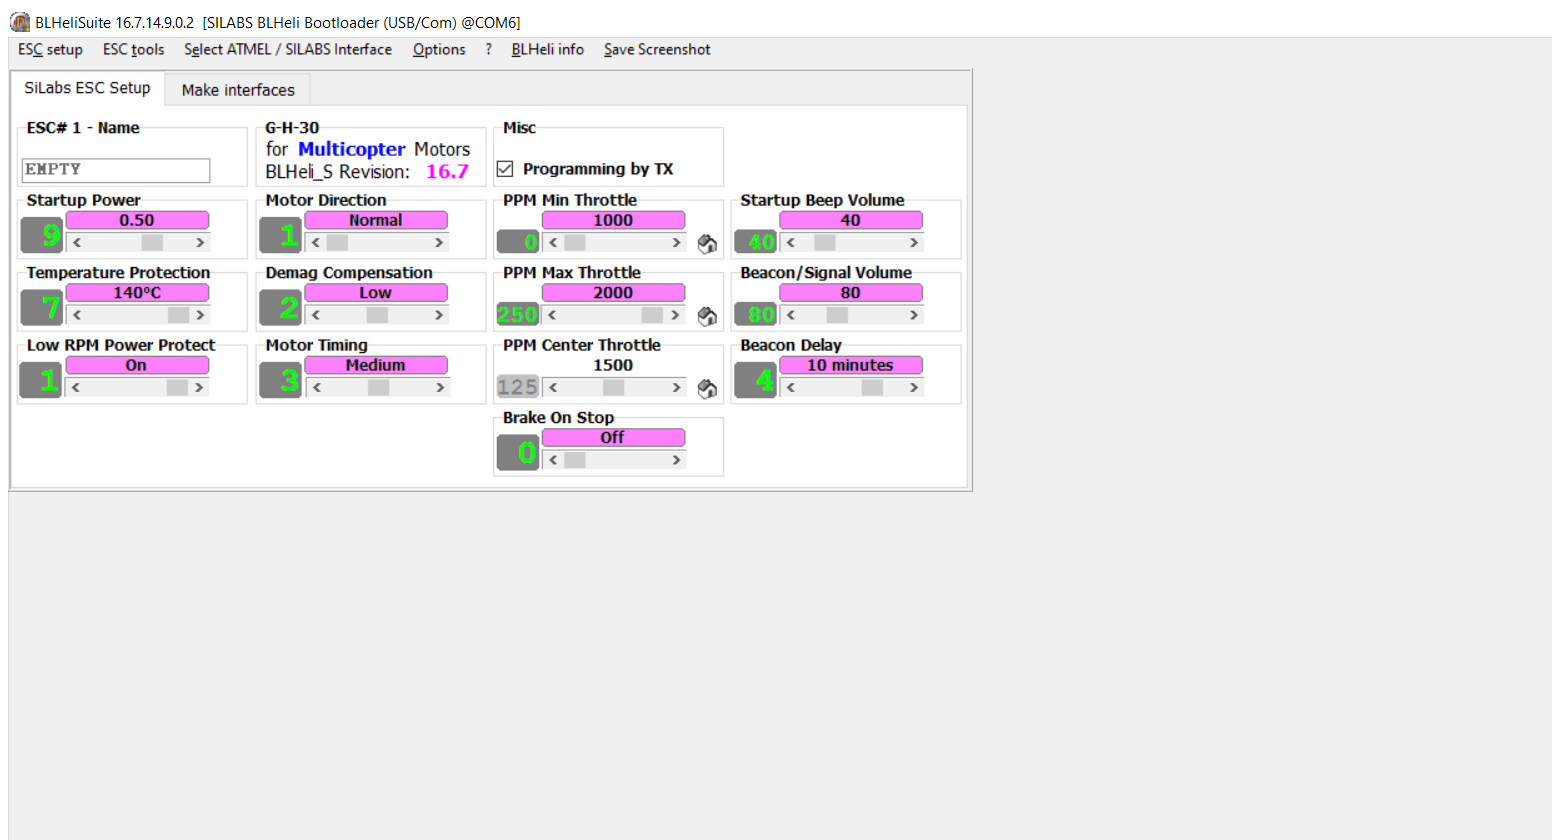 BLHeliSuite 16.7.14.9.0.2 [SILABS BLHeli Bootloader (USB/Com) @COM6]
ESC setup ESC tools Select ATMEL / SILABS Interface Options ? BLHeli info Save Screenshot
SiLabs ESC Setup Make interfaces
ESC# 1 - Name
EMPTY
G-H-30
for Multicopter Motors
BLHeli_S Revision: 16.7
Misc
Programming by TX
Startup Power
0.50
9
Motor Direction
Normal
1
PPM Min Throttle
1000
0
Startup Beep Volume
40
40
Temperature Protection
140°C
7
Demag Compensation
Low
2
PPM Max Throttle
2000
250
Beacon/Signal Volume
80
80
Low RPM Power Protect
On
1
Motor Timing
Medium
3
PPM Center Throttle
1500
125
Beacon Delay
10 minutes
4
Brake On Stop
Off
0